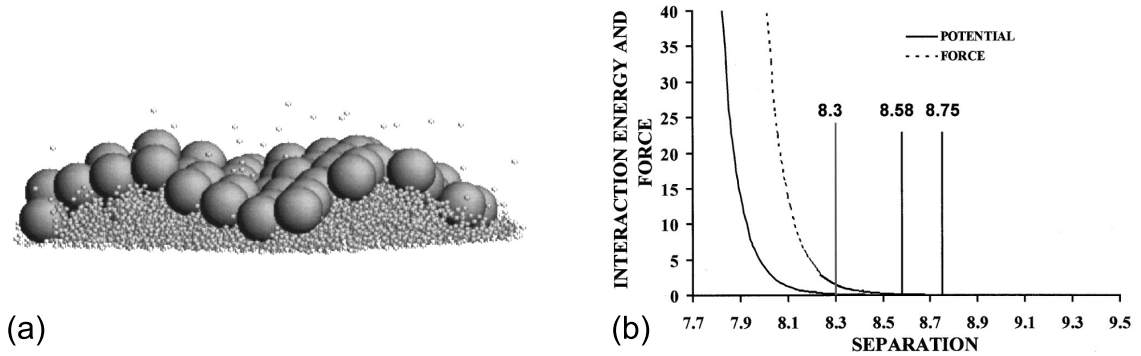 (a)
INTERACTION ENERGY AND
FORCE
40
35
30
25
20
15
10
5
0
POTENTIAL
FORCE
8.3 8.58 8.75
7.7 7.9 8.1 8.3 8.5 8.7 8.9 9.1 9.3 9.5
SEPARATION
(b)